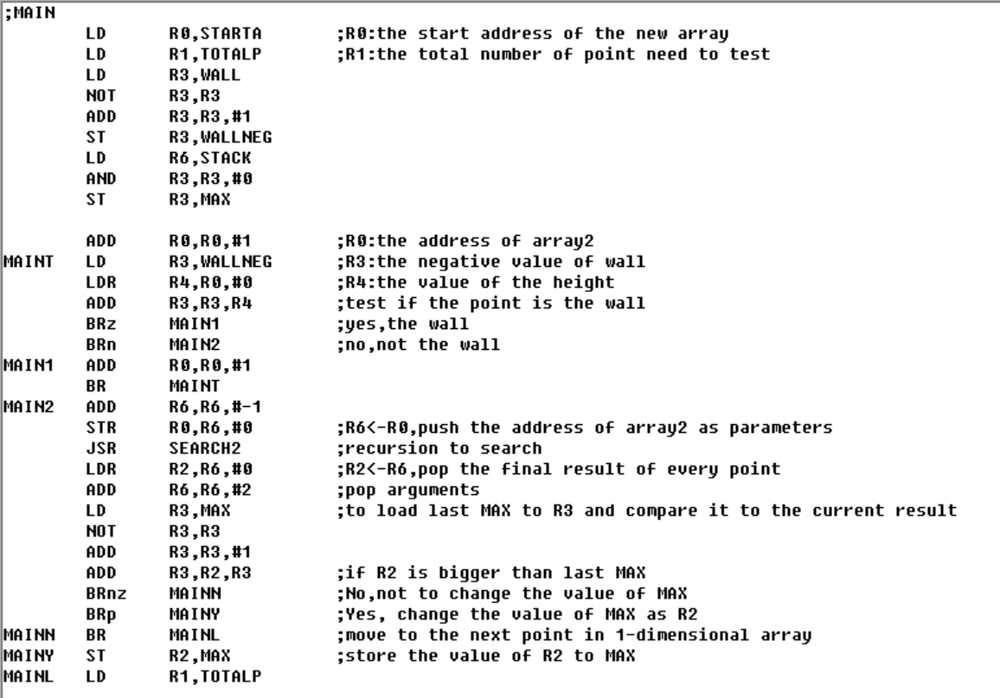 ;MAIN
LD R0,STARTA ;R0:the start address of the new array
LD R1,TOTALP ;R1:the total number of point need to test
LD R3,WALL
NOT R3,R3
ADD R3,R3,#1
ST R3,WALLNEG
LD R6,STACK
AND R3,R3,#0
ST R3,MAX
ADD R0,R0,#1 ;R0:the address of array2
MAINT LD R3,WALLNEG ;R3:the negative value of wall
LDR R4,R0,#0 ;R4:the value of the height
ADD R3,R3,R4 ;test if the point is the wall
BRz MAIN1 ;yes,the wall
BRn MAIN2 ;no,not the wall
MAIN1 ADD R0,R0,#1
BR MAINT
MAIN2 ADD R6,R6,#-1
STR R0,R6,#0 ;R6<-R0,push the address of array2 as parameters
JSR SEARCH2 ;recursion to search
LDR R2,R6,#0 ;R2<-R6,pop the final result of every point
ADD R6,R6,#2 ;pop arguments
LD R3,MAX ;to load last MAX to R3 and compare it to the current result
NOT R3,R3
ADD R3,R3,#1
ADD R3,R2,R3 ;if R2 is bigger than last MAX
BRnz MAINN ;No,not to change the value of MAX
BRp MAINY ;Yes, change the value of MAX as R2
MAINN BR MAINL ;move to the next point in 1-dimensional array
MAINY ST R2,MAX ;store the value of R2 to MAX
MAINL LD R1,TOTALP